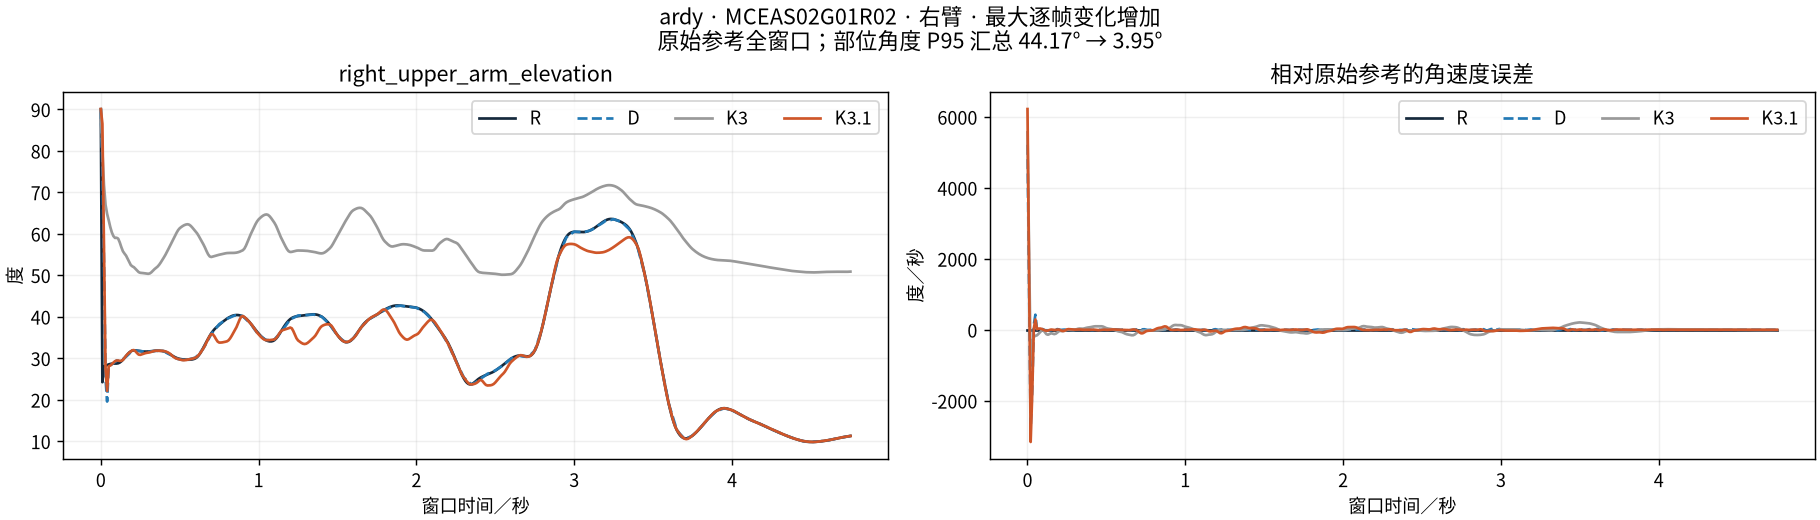 ardy · MCEAS02G01R02 · 右臂 · 最大逐帧变化增加
原始参考全窗口；部位角度 P95 汇总 44.17° → 3.95°
right_upper_arm_elevation
R
D
K3
K3.1
90
80
70
60
50
40
30
20
10
度
0
1
2
3
4
窗口时间／秒
相对原始参考的角速度误差
R
D
K3
K3.1
6000
4000
2000
0
-2000
度／秒
0
1
2
3
4
窗口时间／秒